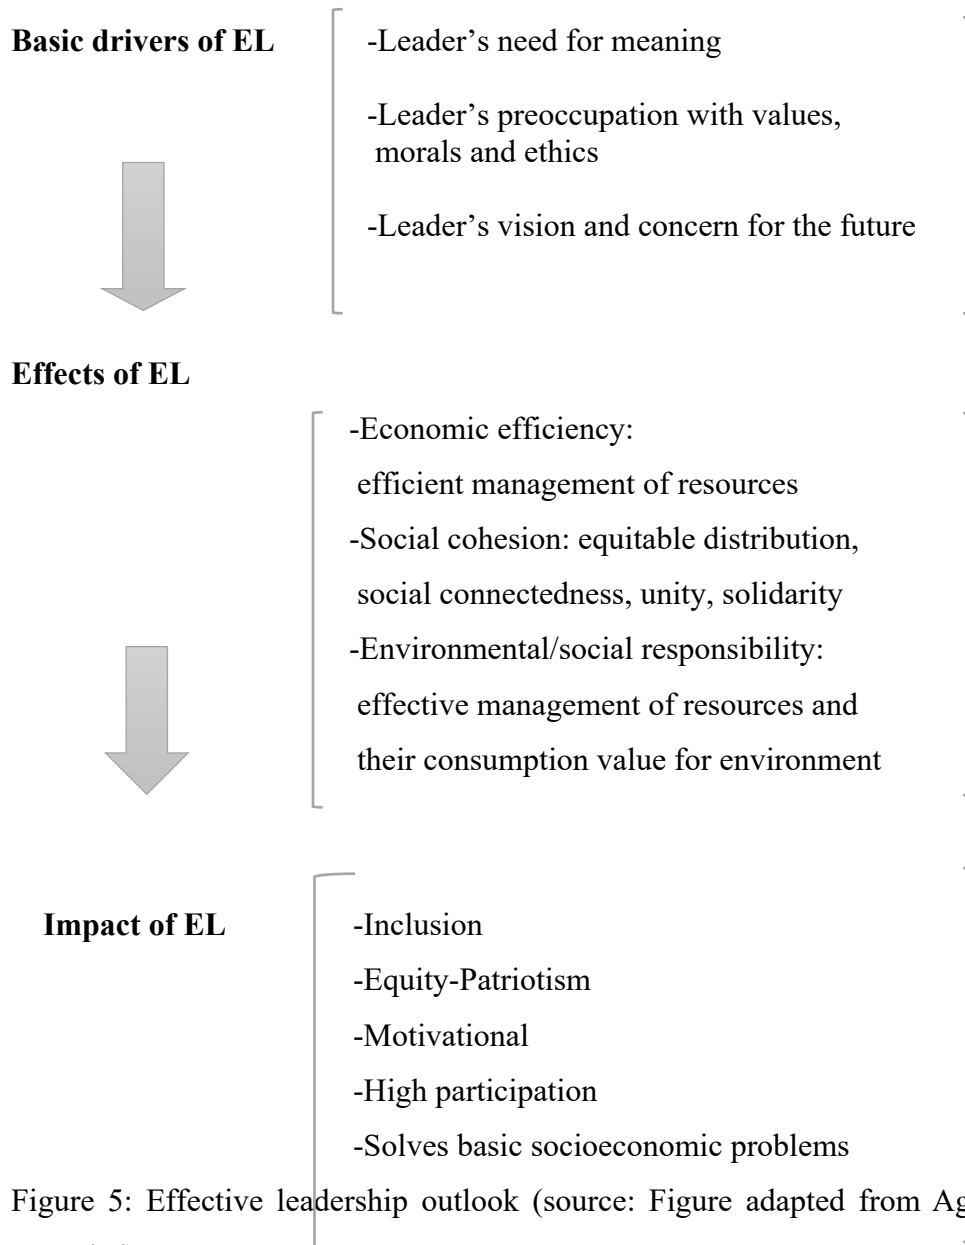 Basic drivers of EL
-Leader’s need for meaning
-Leader’s preoccupation with values,
morals and ethics
-Leader’s vision and concern for the future
Effects of EL
-Economic efficiency:
efficient management of resources
-Social cohesion: equitable distribution,
social connectedness, unity, solidarity
-Environmental/social responsibility:
effective management of resources and
their consumption value for environment
Impact of EL
-Inclusion
-Equity-Patriotism
-Motivational
-High participation
-Solves basic socioeconomic problems
Figure 5: Effective leadership outlook (source: Figure adapted from